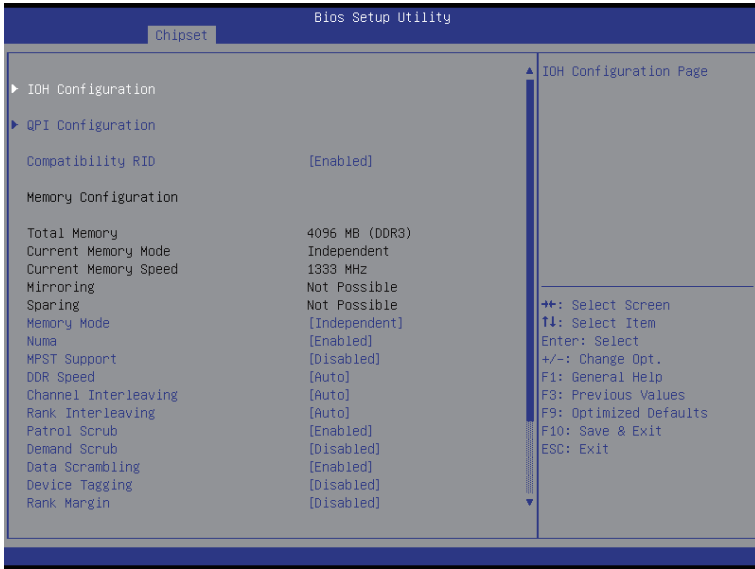 Bios Setup Utility
Chipset
IOH Configuration
QPI Configuration
Compatibility RID [Enabled]
Memory Configuration
Total Memory 4096 MB (DDR3)
Current Memory Mode Independent
Current Memory Speed 1333 MHz
Mirroring Not Possible
Sparing Not Possible
Memory Mode [Independent]
Numa [Enabled]
MPST Support [Disabled]
DDR Speed [Auto]
Channel Interleaving [Auto]
Rank Interleaving [Auto]
Patrol Scrub [Enabled]
Demand Scrub [Disabled]
Data Scrambling [Enabled]
Device Tagging [Disabled]
Rank Margin [Disabled]
IOH Configuration Page
→←: Select Screen
↑↓: Select Item
Enter: Select
+/-: Change Opt.
F1: General Help
F3: Previous Values
F9: Optimized Defaults
F10: Save & Exit
ESC: Exit